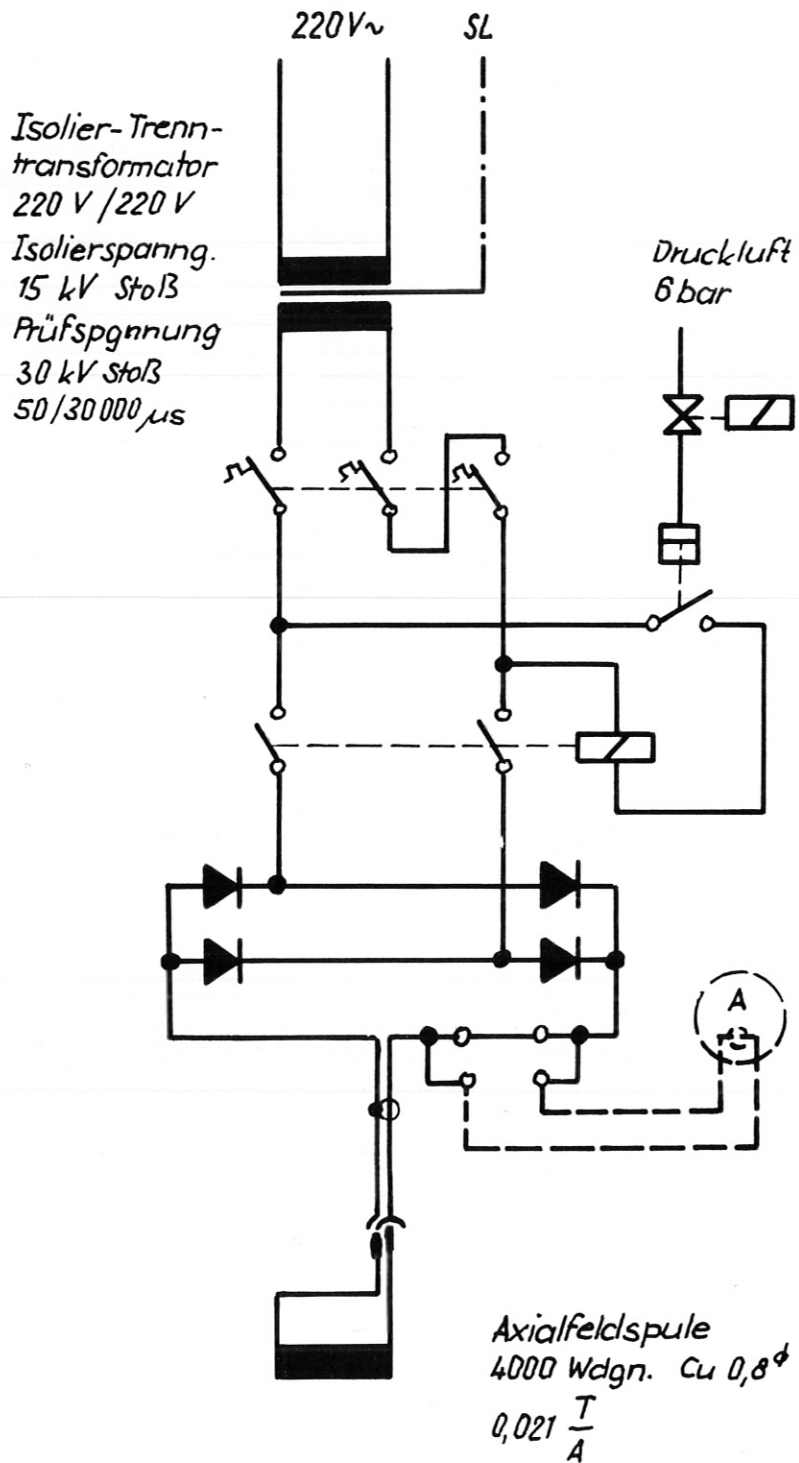 220V~ SL
Isolier-Trenn-
transformator
220 V / 220 V
Isolierspanng.
15 kV Stoß
Prüfspannung
30 kV Stoß
50/30 000 µs
Druckluft
6 bar
A
Axialfeldspule
4000 Wdgn. Cu 0,8 ϕ
0,021 T
A